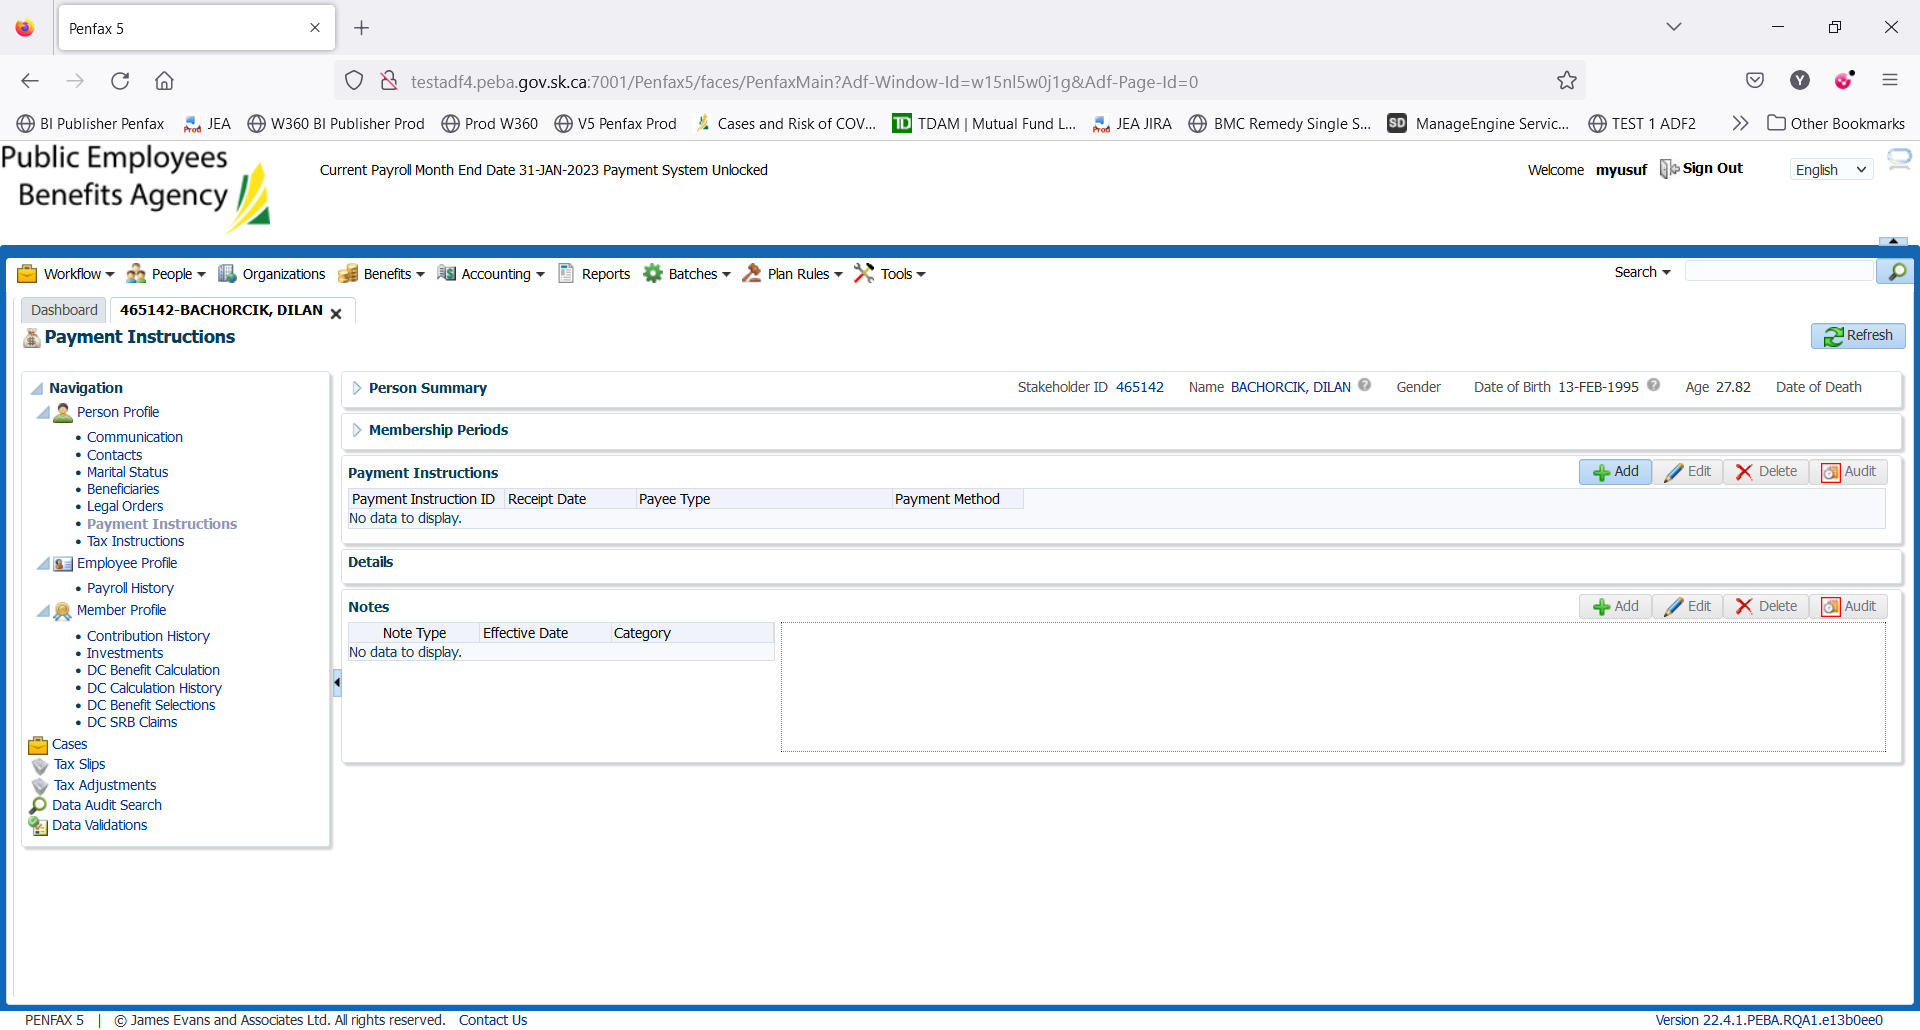 Penfax 5
testadf4.peba.gov.sk.ca:7001/Penfax5/faces/PenfaxMain?Adf-Window-Id=w15nl5w0j1g&Adf-Page-Id=0
BI Publisher Penfax JEA W360 BI Publisher Prod Prod W360 V5 Penfax Prod Cases and Risk of COV... TD TDAM | Mutual Fund L... Prod JEA JIRA BMC Remedy Single S... SD ManageEngine Servic... TEST 1 ADF2 Other Bookmarks
Public Employees
Benefits Agency
Current Payroll Month End Date 31-JAN-2023 Payment System Unlocked
Welcome myusuf Sign Out English
Workflow People Organizations Benefits Accounting Reports Batches Plan Rules Tools Search
Dashboard 465142-BACHORCIK, DILAN
Payment Instructions
Refresh
Navigation
Person Profile
Communication
Contacts
Marital Status
Beneficiaries
Legal Orders
Payment Instructions
Tax Instructions
Employee Profile
Payroll History
Member Profile
Contribution History
Investments
DC Benefit Calculation
DC Calculation History
DC Benefit Selections
DC SRB Claims
Cases
Tax Slips
Tax Adjustments
Data Audit Search
Data Validations
Person Summary Stakeholder ID 465142 Name BACHORCIK, DILAN Gender Date of Birth 13-FEB-1995 Age 27.82 Date of Death
Membership Periods
Payment Instructions Add Edit Delete Audit
Payment Instruction ID Receipt Date Payee Type Payment Method
No data to display.
Details
Notes Add Edit Delete Audit
Note Type Effective Date Category
No data to display.
PENFAX 5 | © James Evans and Associates Ltd. All rights reserved. Contact Us
Version 22.4.1.PEBA.RQA1.e13b0ee0